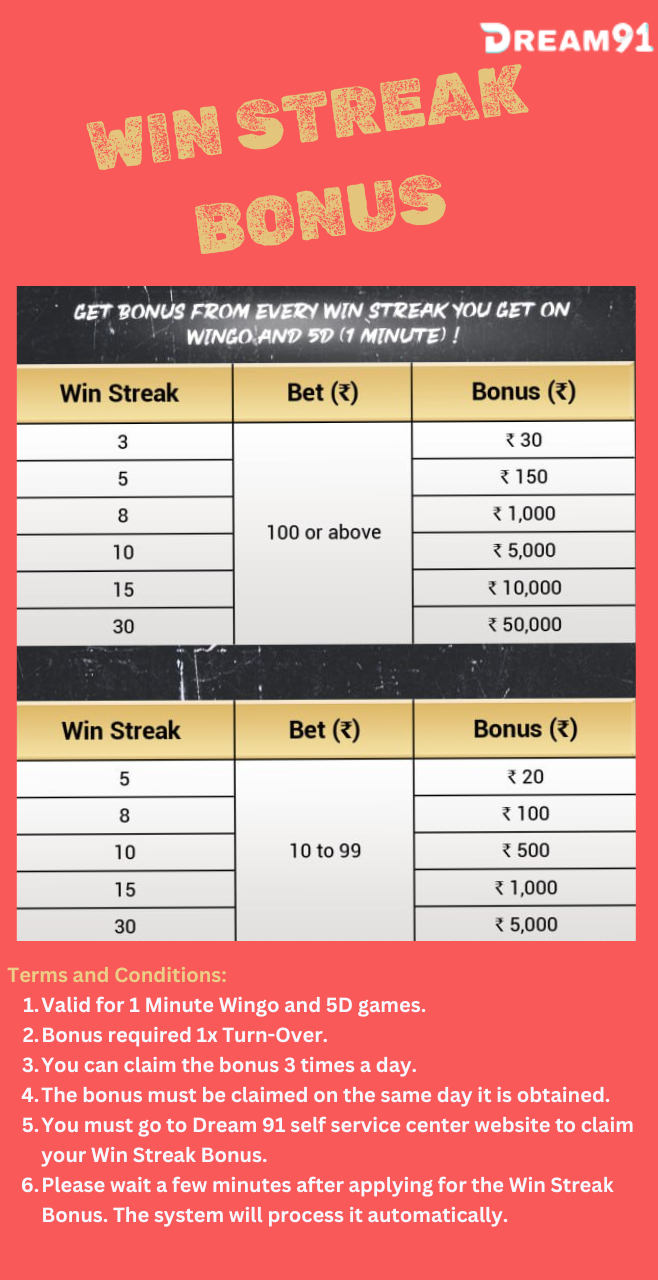 DREAM91
WIN STREAK
BONUS
GET BONUS FROM EVERY WIN STREAK YOU GET ON
WINGO AND 5D (1 MINUTE) !
Win Streak Bet (₹) Bonus (₹)
3 ₹ 30
5 ₹ 150
8 ₹ 1,000
100 or above
10 ₹ 5,000
15 ₹ 10,000
30 ₹ 50,000
Win Streak Bet (₹) Bonus (₹)
5 ₹ 20
8 ₹ 100
10 10 to 99 ₹ 500
15 ₹ 1,000
30 ₹ 5,000
Terms and Conditions:
1. Valid for 1 Minute Wingo and 5D games.
2. Bonus required 1x Turn-Over.
3. You can claim the bonus 3 times a day.
4. The bonus must be claimed on the same day it is obtained.
5. You must go to Dream 91 self service center website to claim
your Win Streak Bonus.
6. Please wait a few minutes after applying for the Win Streak
Bonus. The system will process it automatically.